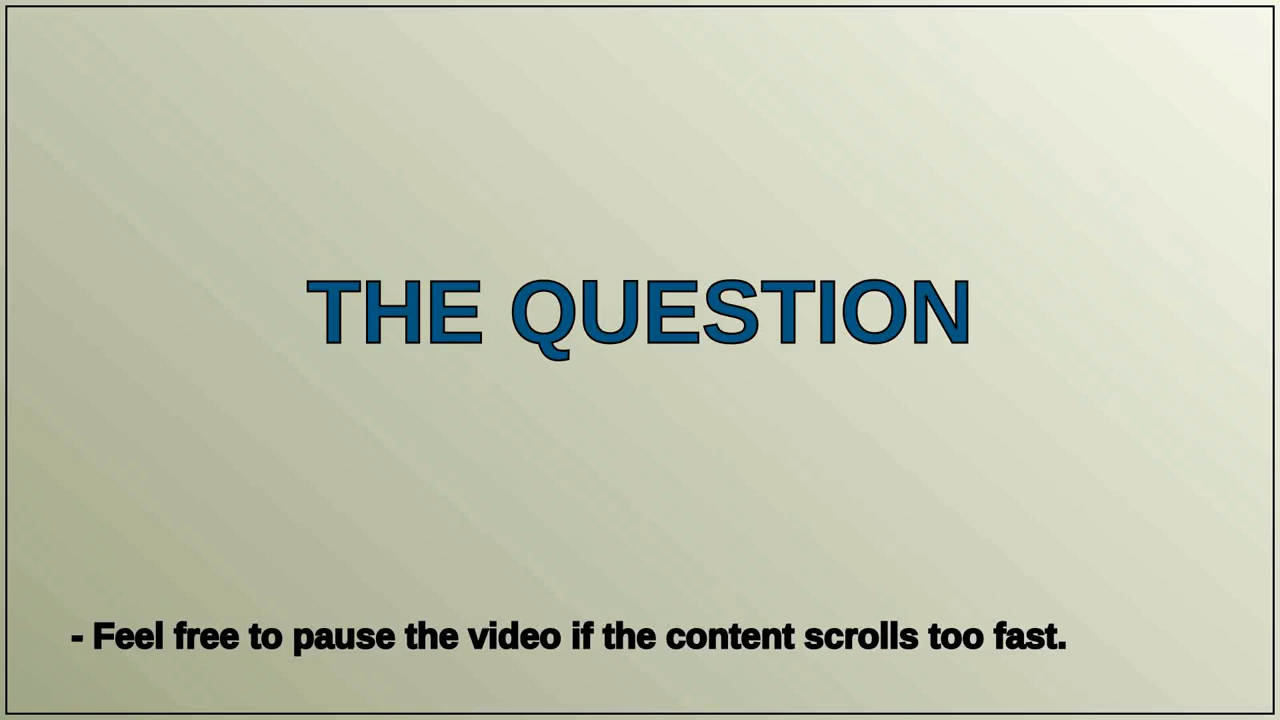 THE QUESTION
- Feel free to pause the video if the content scrolls too fast.